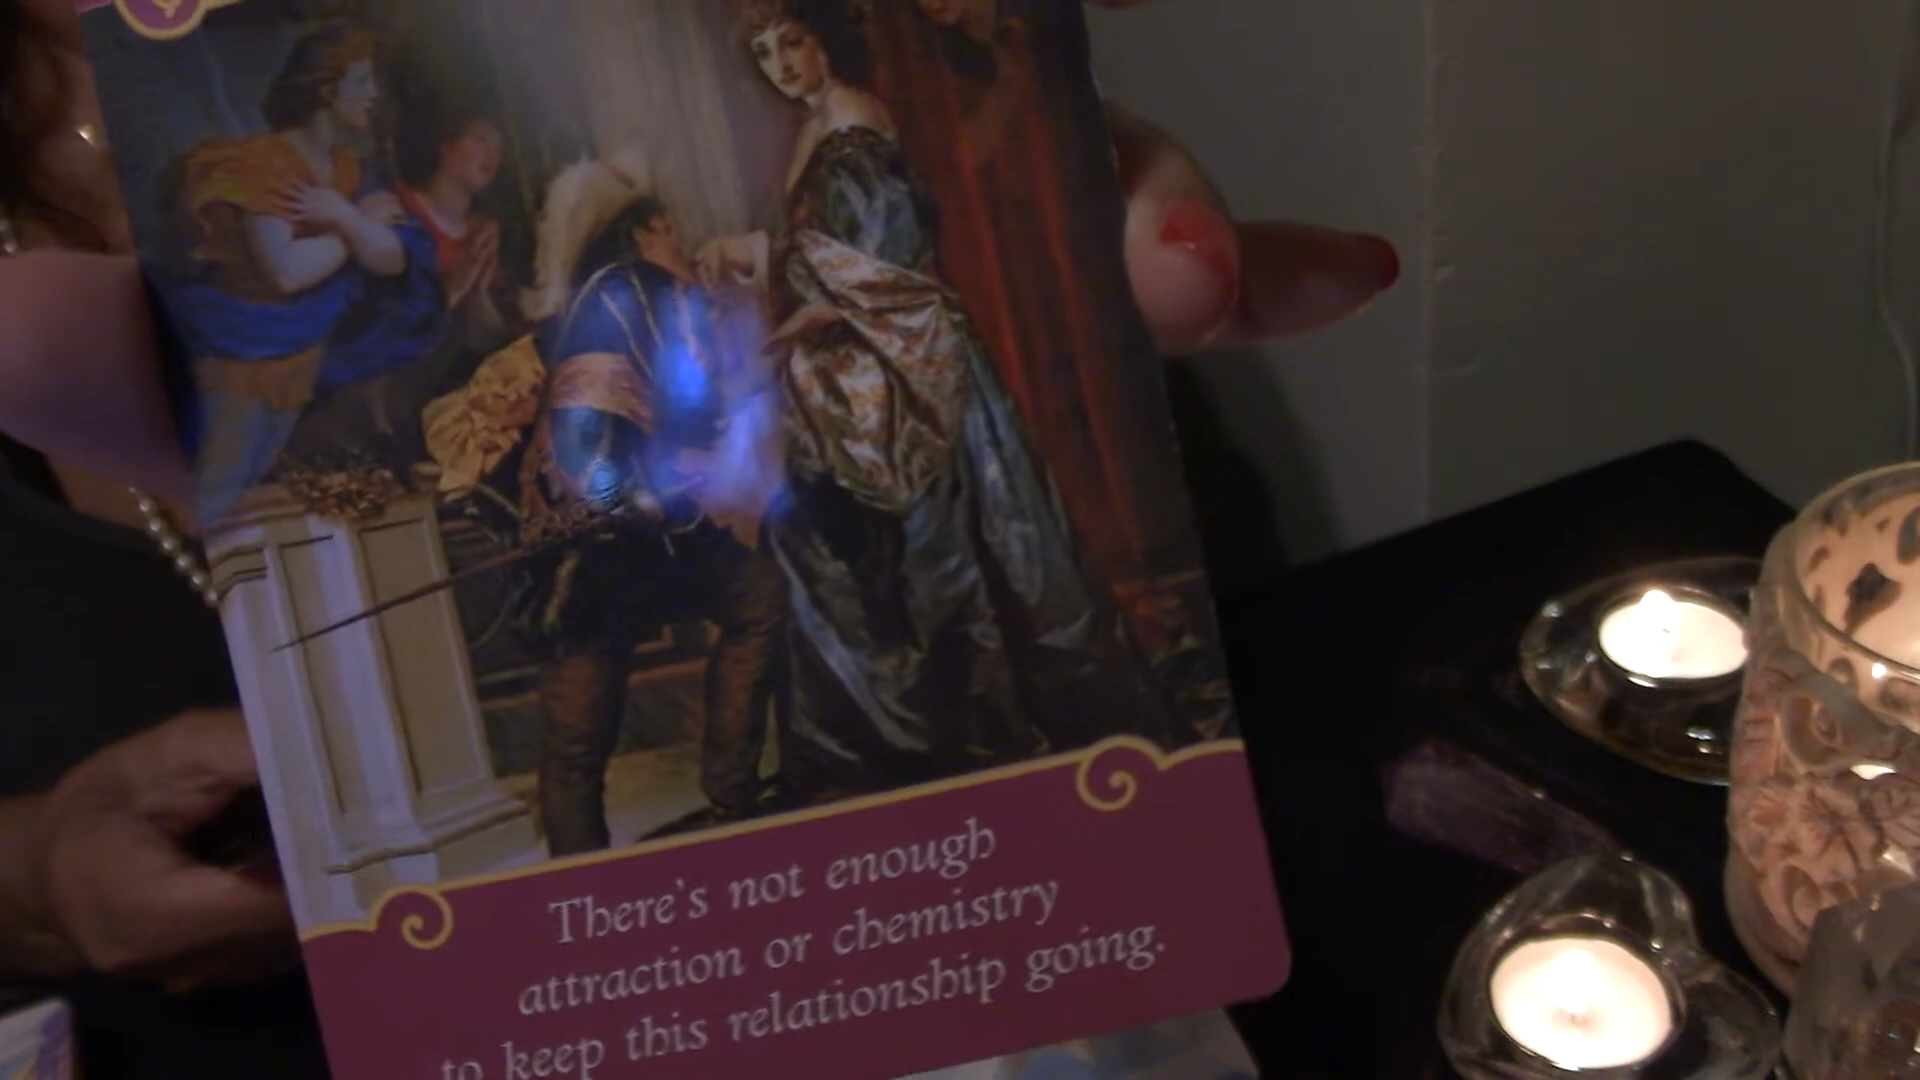 There's not enough
attraction or chemistry
to keep this relationship going.